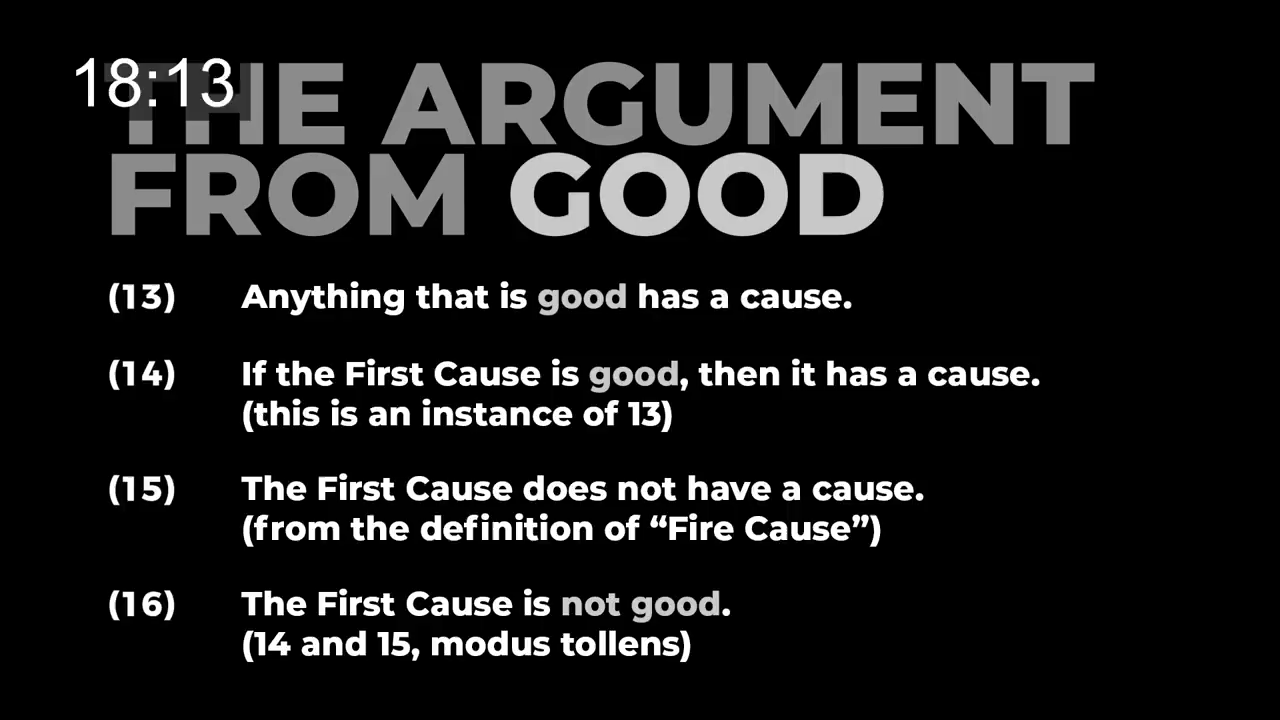 18:13
THE ARGUMENT
FROM GOOD
(13) Anything that is good has a cause.
(14) If the First Cause is good, then it has a cause.
(this is an instance of 13)
(15) The First Cause does not have a cause.
(from the definition of “Fire Cause”)
(16) The First Cause is not good.
(14 and 15, modus tollens)